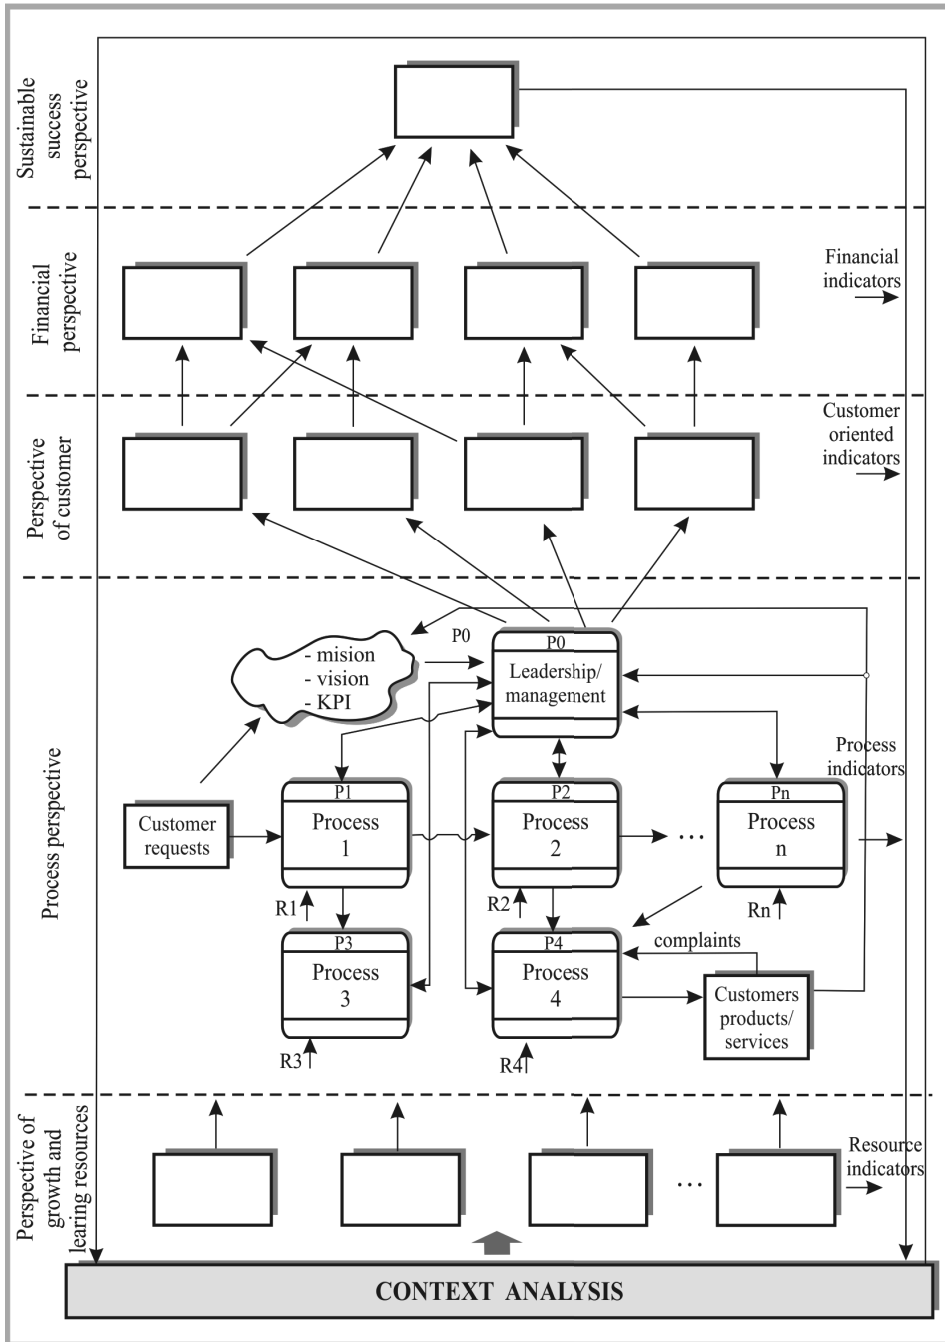 Sustainable
success
perspective
Financial
perspective
Financial
indicators
Perspective
of customer
Customer
oriented
indicators
Process perspective
- mision
- vision
- KPI
P0
P0
Leadership/
management
Process
indicators
Customer
requests
P1
Process
1
P2
Process
2
...
Pn
Process
n
R1
R2
Rn
P3
Process
3
P4
Process
4
complaints
Customers
products/
services
R3
R4
Perspective of
growth and
learing resources
...
Resource
indicators
CONTEXT ANALYSIS